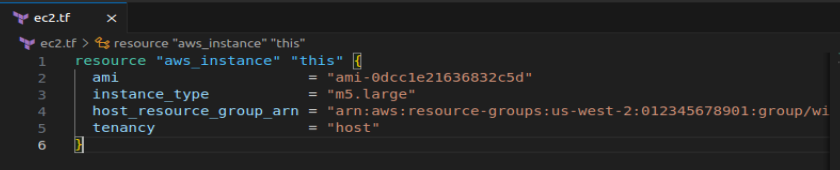 ec2.tf ×
ec2.tf > resource "aws_instance" "this"
1 resource "aws_instance" "this" {
2 ami = "ami-0dcc1e21636832c5d"
3 instance_type = "m5.large"
4 host_resource_group_arn = "arn:aws:resource-groups:us-west-2:012345678901:group/wi
5 tenancy = "host"
6 }